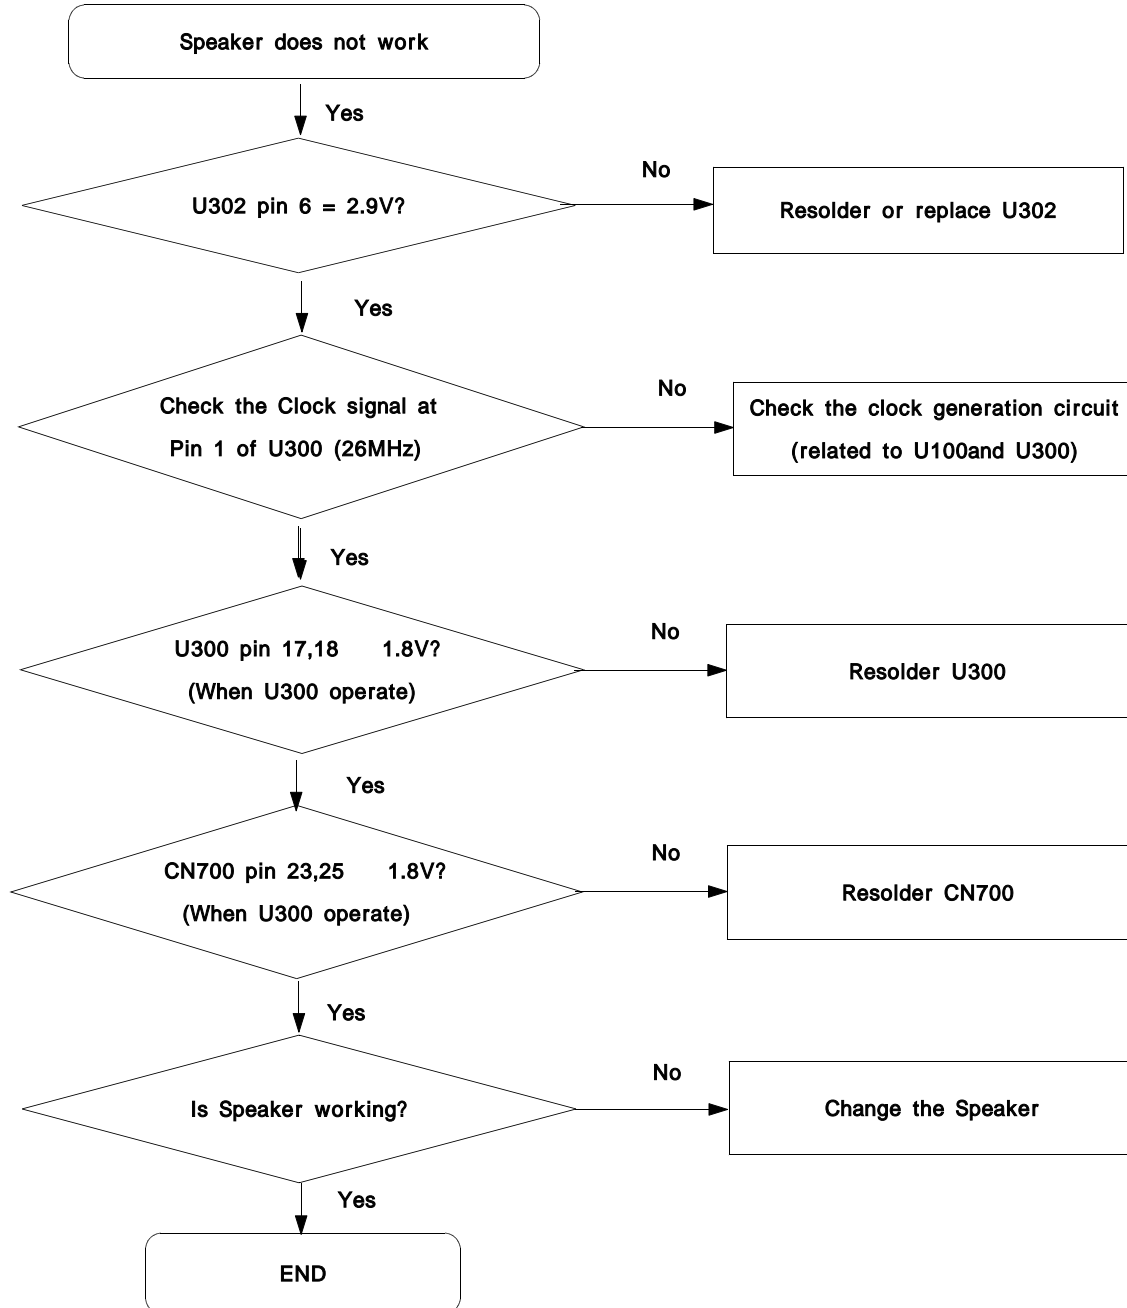 Speaker does not work
Yes
No
U302 pin 6 = 2.9V?
Resolder or replace U302
Yes
No
Check the Clock signal at
Pin 1 of U300 (26MHz)
Check the clock generation circuit
(related to U100and U300)
Yes
No
U300 pin 17,18 1.8V?
(When U300 operate)
Resolder U300
Yes
No
CN700 pin 23,25 1.8V?
(When U300 operate)
Resolder CN700
Yes
No
Is Speaker working?
Change the Speaker
Yes
END